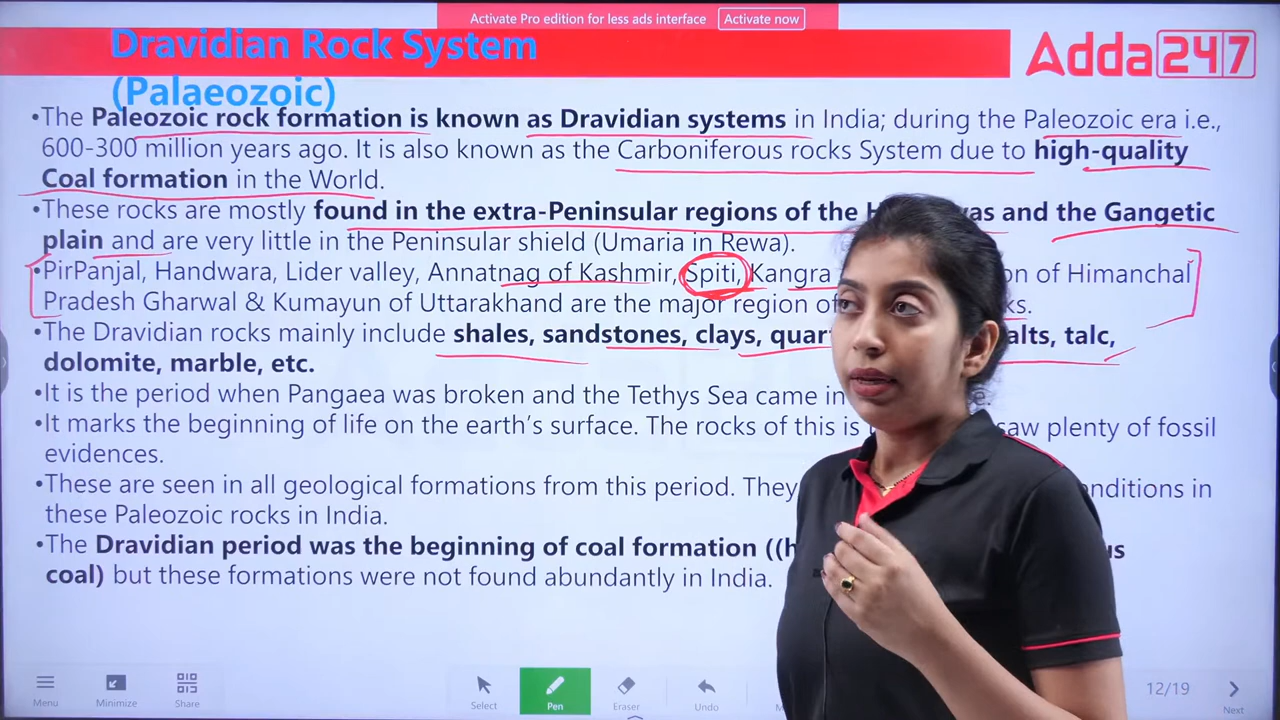 Activate Pro edition for less ads interface Activate now
Dravidian Rock System
(Palaeozoic)
Adda247
•The Paleozoic rock formation is known as Dravidian systems in India; during the Paleozoic era i.e.,
600-300 million years ago. It is also known as the Carboniferous rocks System due to high-quality
Coal formation in the World.
•These rocks are mostly found in the extra-Peninsular regions of the and the Gangetic
plain and are very little in the Peninsular shield (Umaria in Rewa).
•PirPanjal, Handwara, Lider valley, Annatnag of Kashmir, Spiti, Kangra of Himanchal
Pradesh Gharwal & Kumayun of Uttarakhand are the major region of
•The Dravidian rocks mainly include shales, sandstones, clays, talc,
dolomite, marble, etc.
•It is the period when Pangaea was broken and the Tethys Sea came
•It marks the beginning of life on the earth's surface. The rocks of this is saw plenty of fossil
evidences.
•These are seen in all geological formations from this period. They in
these Paleozoic rocks in India.
•The Dravidian period was the beginning of coal formation
coal) but these formations were not found abundantly in India.
Menu Minimize Share Select Pen Eraser Undo 12/19 Next